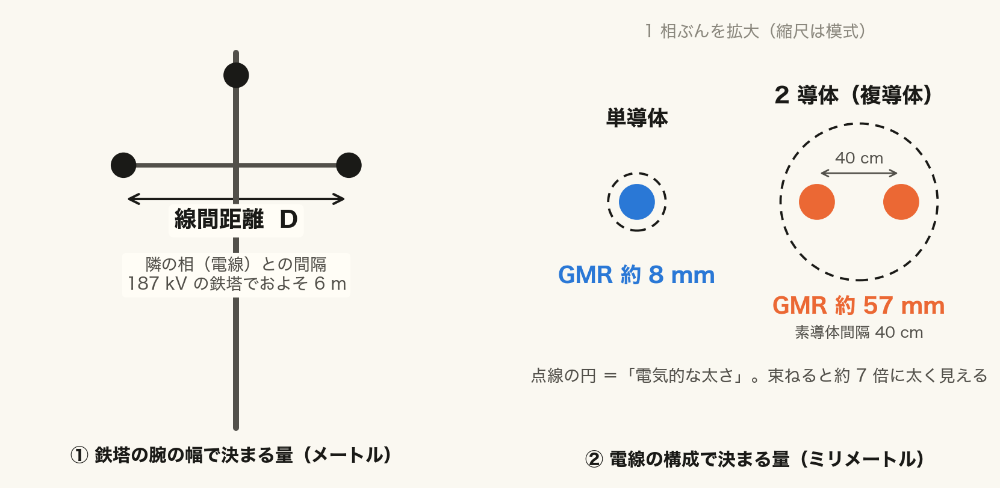 線間距離 D
隣の相（電線）との間隔
187 kV の鉄塔でおよそ 6 m
① 鉄塔の腕の幅で決まる量（メートル）
1 相ぶんを拡大（縮尺は模式）
単導体
GMR 約 8 mm
2 導体（複導体）
40 cm
GMR 約 57 mm
素導体間隔 40 cm
点線の円 ＝「電気的な太さ」。束ねると約 7 倍に太く見える
② 電線の構成で決まる量（ミリメートル）